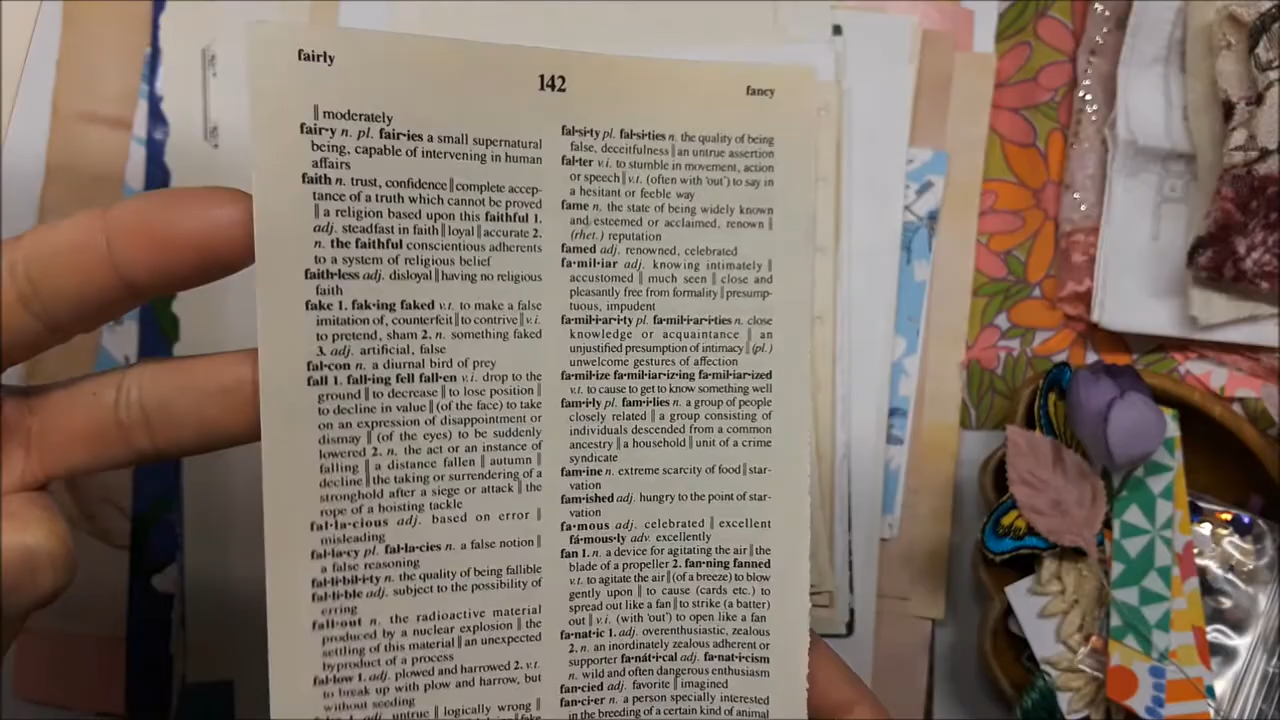 fairly
142
fancy
‖ moderately
fair·y n. pl. fair·ies a small supernatural
being, capable of intervening in human
affairs
faith n. trust, confidence ‖ complete accep-
tance of a truth which cannot be proved
‖ a religion based upon this faithful 1.
adj. steadfast in faith ‖ loyal ‖ accurate 2.
n. the faithful conscientious adherents
to a system of religious belief
faith·less adj. disloyal ‖ having no religious
faith
fake 1. fak·ing faked v.t. to make a false
imitation of, counterfeit ‖ to contrive ‖ v.i.
to pretend, sham 2. n. something faked
3. adj. artificial, false
fal·con n. a diurnal bird of prey
fall 1. fall·ing fell fall·en v.i. drop to the
ground ‖ to decrease ‖ to lose position ‖
to decline in value ‖ (of the face) to take
on an expression of disappointment or
dismay ‖ (of the eyes) to be suddenly
lowered 2. n. the act or an instance of
falling ‖ a distance fallen ‖ autumn ‖
decline ‖ the taking or surrendering of a
stronghold after a siege or attack ‖ the
rope of a hoisting tackle
fal·la·cious adj. based on error ‖
misleading
fal·la·cy pl. fal·la·cies n. a false notion ‖
a false reasoning
fal·li·bil·i·ty n. the quality of being fallible
fal·li·ble adj. subject to the possibility of
erring
fall·out n. the radioactive material
produced by a nuclear explosion ‖ the
settling of this material ‖ an unexpected
byproduct of a process
fal·low 1. adj. plowed and harrowed 2. v.t.
to break up with plow and harrow, but
without seeding
adj. untrue ‖ logically wrong ‖
fal·si·ty pl. fal·si·ties n. the quality of being
false, deceitfulness ‖ an untrue assertion
fal·ter v.i. to stumble in movement, action
or speech ‖ v.t. (often with 'out') to say in
a hesitant or feeble way
fame n. the state of being widely known
and esteemed or acclaimed, renown ‖
(rhet.) reputation
famed adj. renowned, celebrated
fa·mil·iar adj. knowing intimately ‖
accustomed ‖ much seen ‖ close and
pleasantly free from formality ‖ presump-
tuous, impudent
fa·mil·i·ar·i·ty pl. fa·mil·i·ar·i·ties n. close
knowledge or acquaintance ‖ an
unjustified presumption of intimacy ‖ (pl.)
unwelcome gestures of affection
fa·mil·ize fa·mil·iar·iz·ing fa·mil·iar·ized
v.t. to cause to get to know something well
fam·i·ly pl. fam·i·lies n. a group of people
closely related ‖ a group consisting of
individuals descended from a common
ancestry ‖ a household ‖ unit of a crime
syndicate
fam·ine n. extreme scarcity of food ‖ star-
vation
fam·ished adj. hungry to the point of star-
vation
fa·mous adj. celebrated ‖ excellent
fá·mous·ly adv. excellently
fan 1. n. a device for agitating the air ‖ the
blade of a propeller 2. fan·ning fanned
v.t. to agitate the air ‖ (of a breeze) to blow
gently upon ‖ to cause (cards etc.) to
spread out like a fan ‖ to strike (a batter)
out ‖ v.i. (with 'out') to open like a fan
fa·nat·ic 1. adj. overenthusiastic, zealous
2. n. an inordinately zealous adherent or
supporter fa·nát·i·cal adj. fa·nat·i·cism
n. wild and often dangerous enthusiasm
fan·cied adj. favorite ‖ imagined
fan·ci·er n. a person specially interested
in the breeding of a certain kind of animal